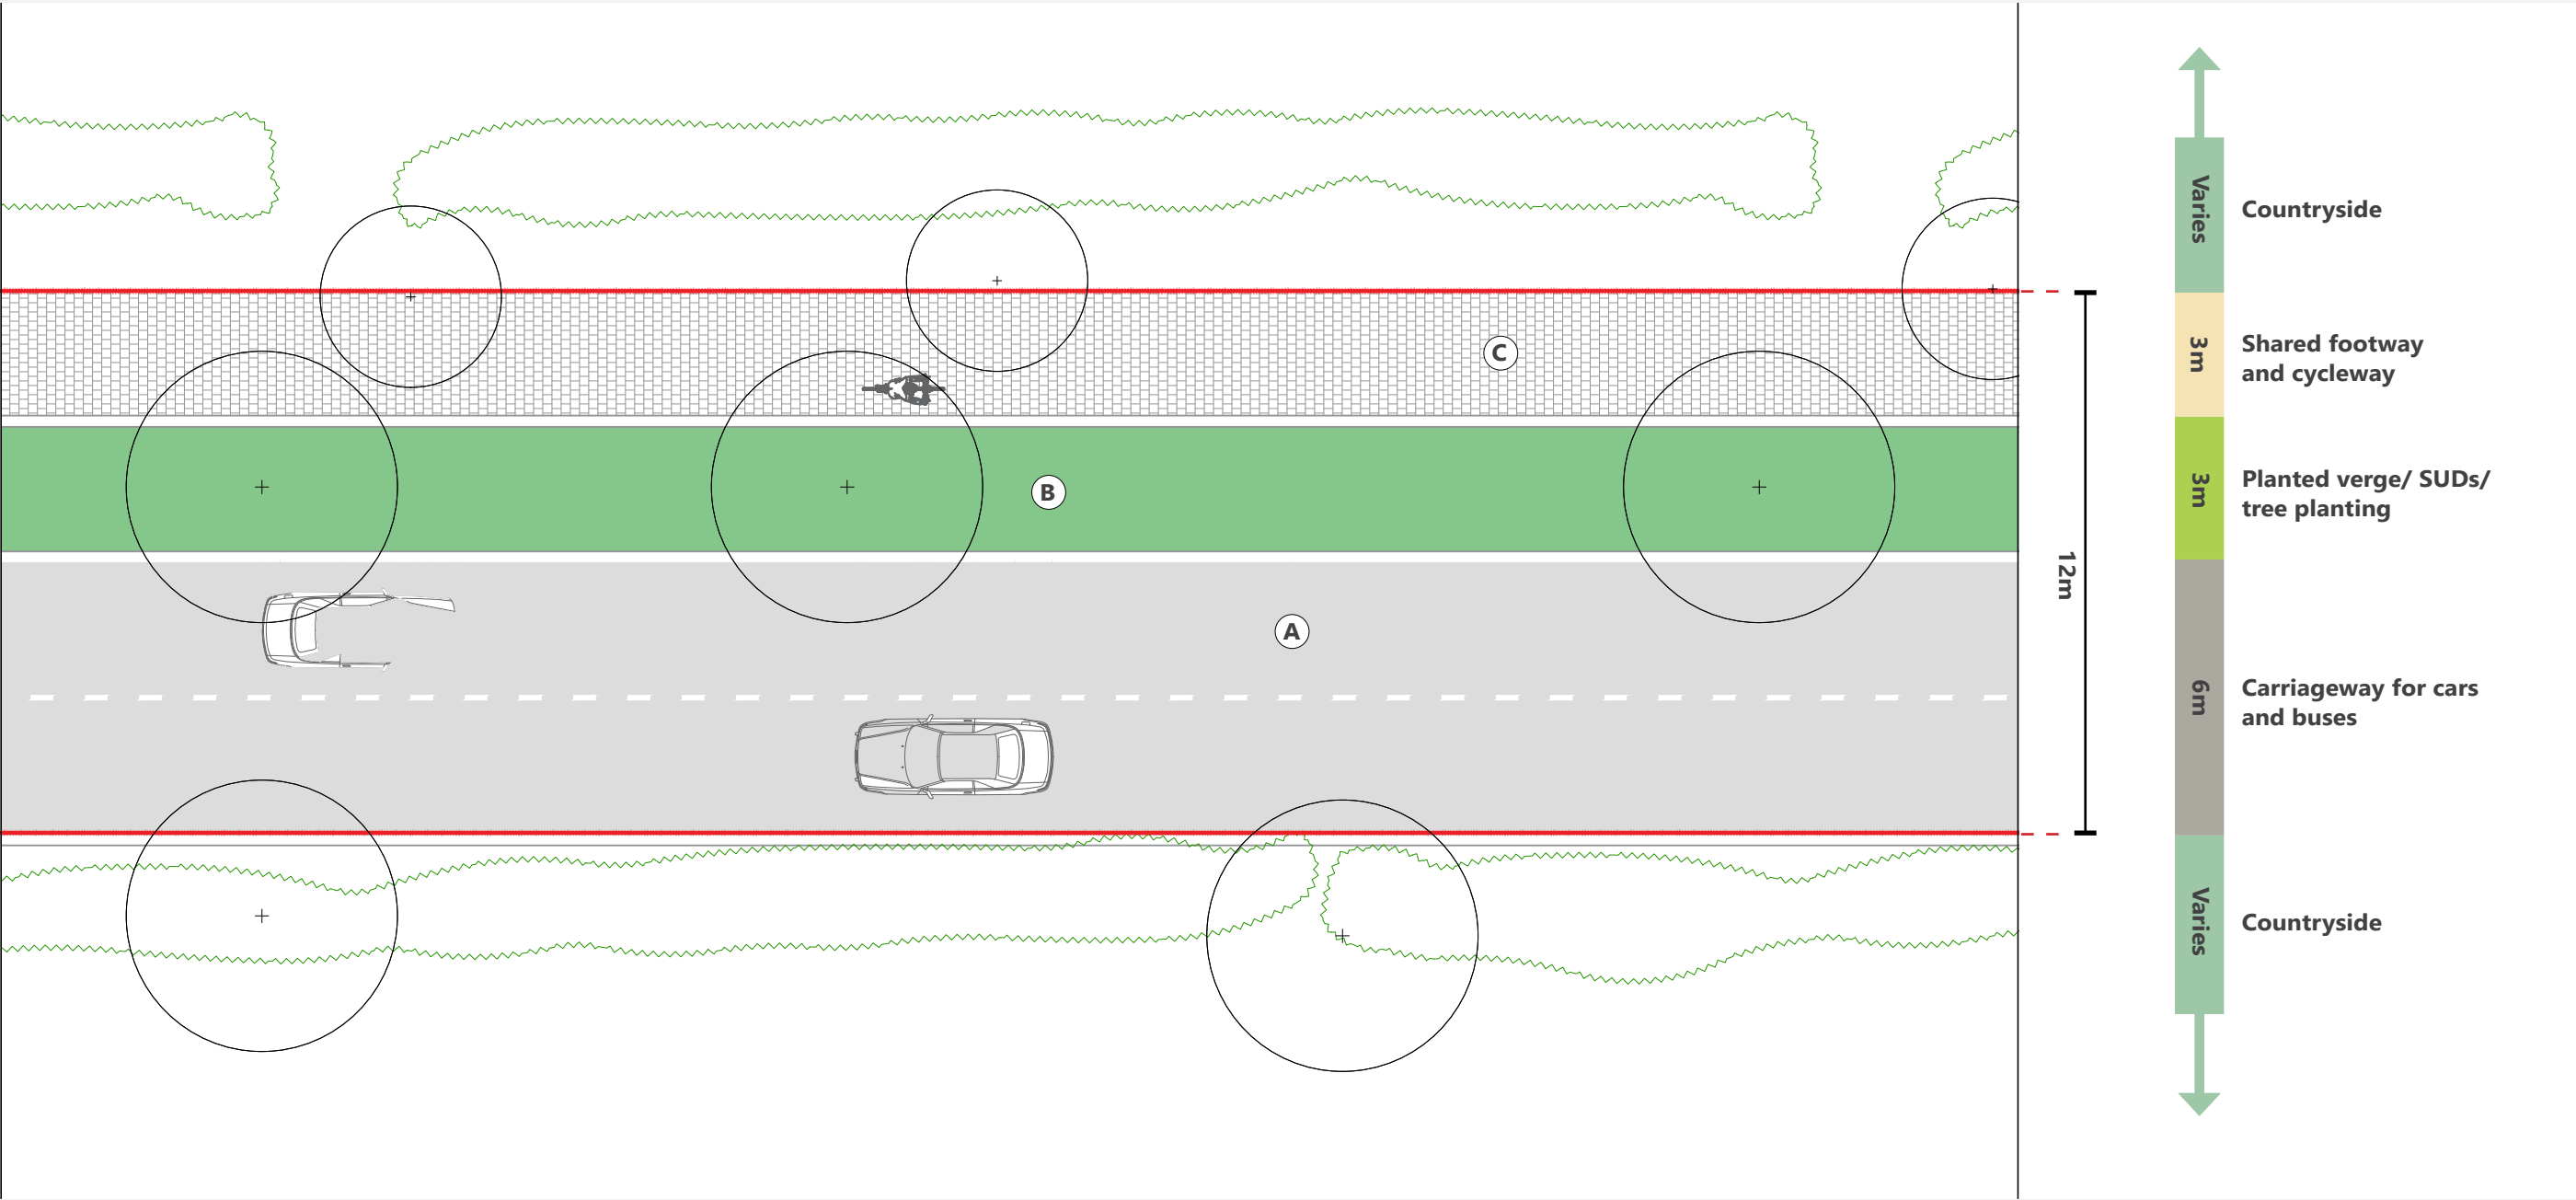 C
B
A
12m
Varies
Countryside
3m
Shared footway
and cycleway
3m
Planted verge/ SUDs/
tree planting
6m
Carriageway for cars
and buses
Varies
Countryside